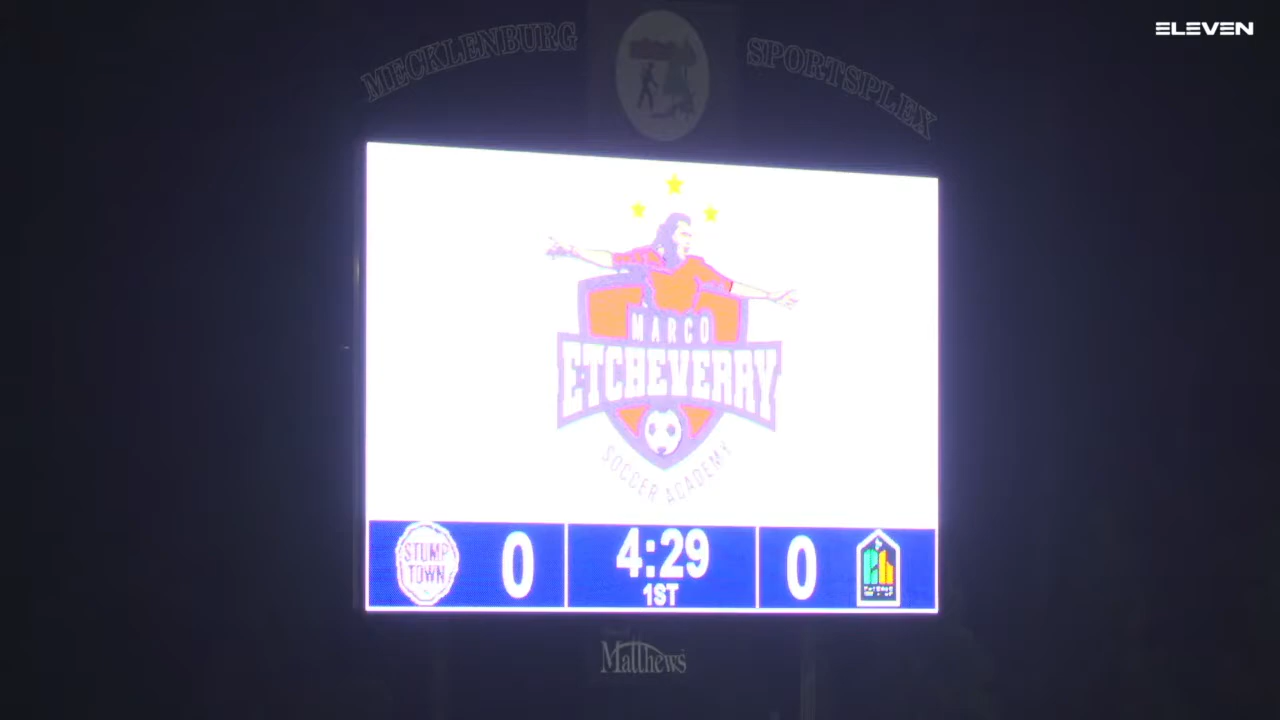 ELEVEN
MECKLENBURG SPORTSPLEX
MARCO
ETCHEVERRY
SOCCER ACADEMY
STUMP
TOWN
0
4:29
1ST
0
Matthews